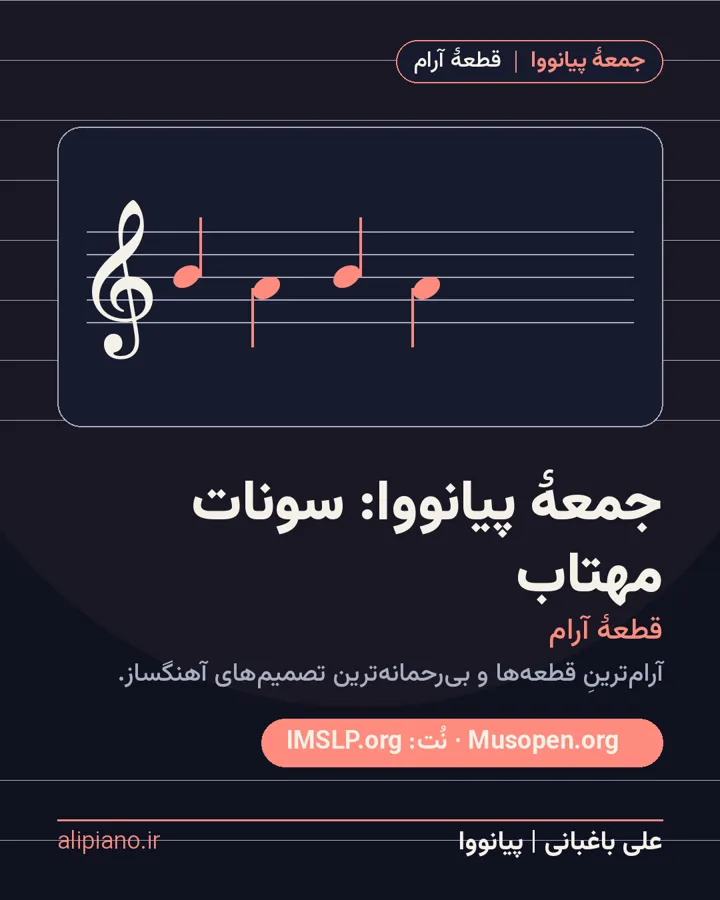 جمعهٔ پیانووا | قطعهٔ آرام
جمعهٔ پیانووا: سونات
مهتاب
قطعهٔ آرام
آرام‌ترینِ قطعه‌ها و بی‌رحمانه‌ترین تصمیم‌های آهنگساز.
Musopen.org · نُت: IMSLP.org
علی باغبانی | پیانووا
alipiano.ir